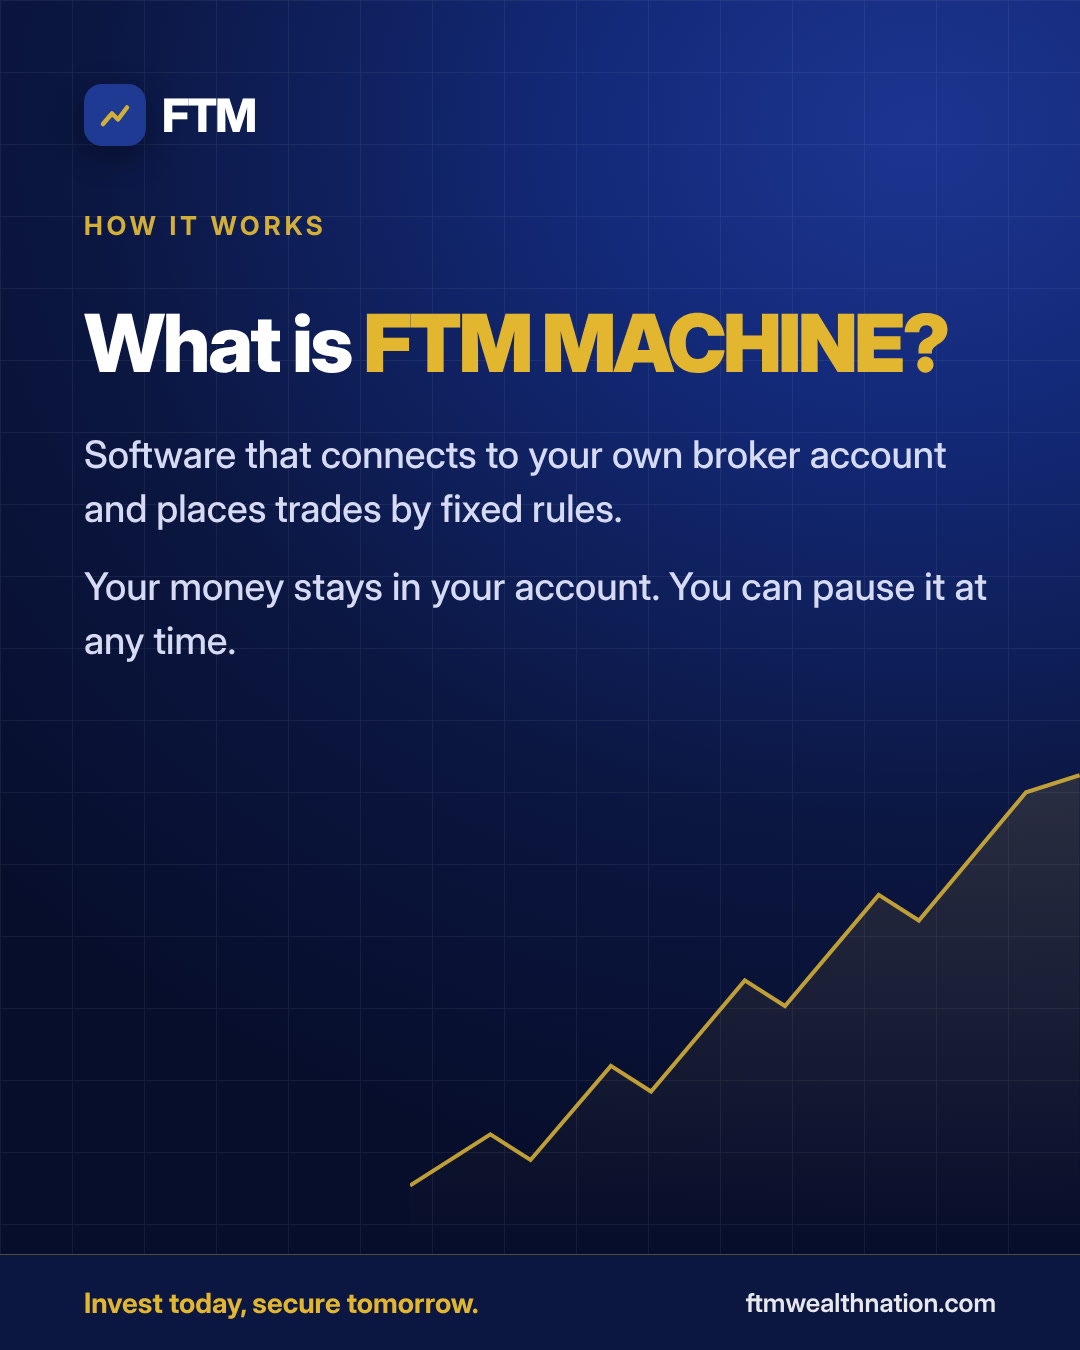 FTM
HOW IT WORKS
What is FTM MACHINE?
Software that connects to your own broker account
and places trades by fixed rules.
Your money stays in your account. You can pause it at
any time.
Invest today, secure tomorrow.
ftmwealthnation.com